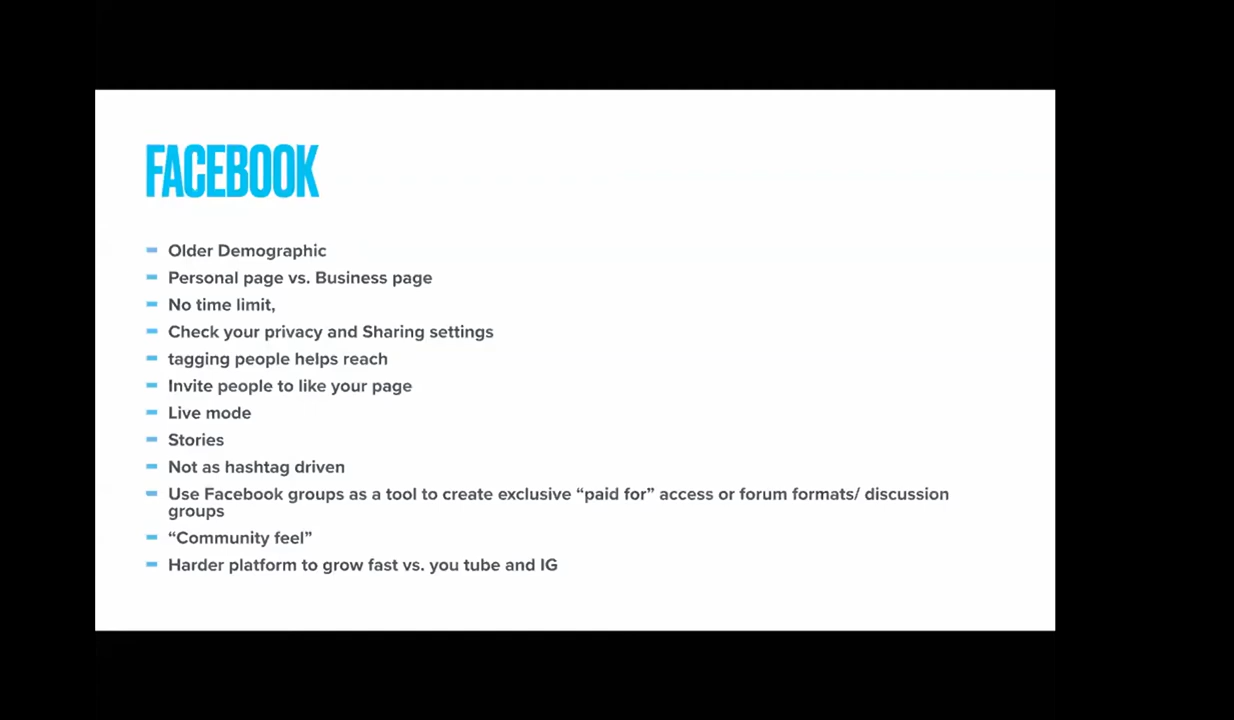 FACEBOOK
Older Demographic
Personal page vs. Business page
No time limit,
Check your privacy and Sharing settings
tagging people helps reach
Invite people to like your page
Live mode
Stories
Not as hashtag driven
Use Facebook groups as a tool to create exclusive “paid for” access or forum formats/ discussion
groups
“Community feel”
Harder platform to grow fast vs. you tube and IG